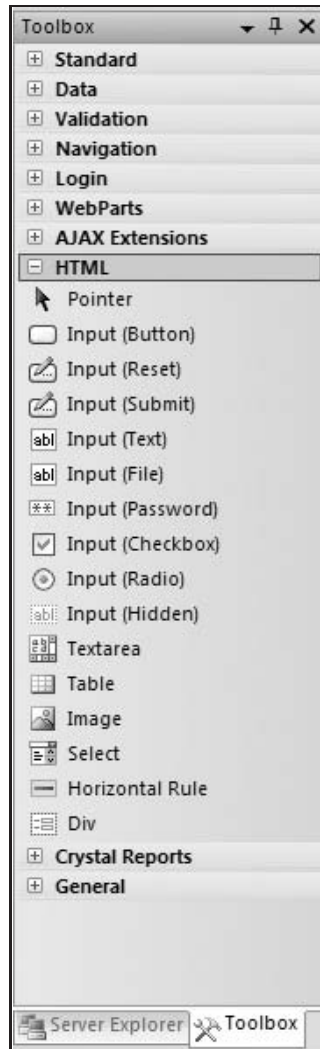 Toolbox
Standard
Data
Validation
Navigation
Login
WebParts
AJAX Extensions
HTML
Pointer
Input (Button)
Input (Reset)
Input (Submit)
abl Input (Text)
abl Input (File)
** Input (Password)
Input (Checkbox)
Input (Radio)
abl Input (Hidden)
Textarea
Table
Image
Select
Horizontal Rule
Div
Crystal Reports
General
Server Explorer Toolbox